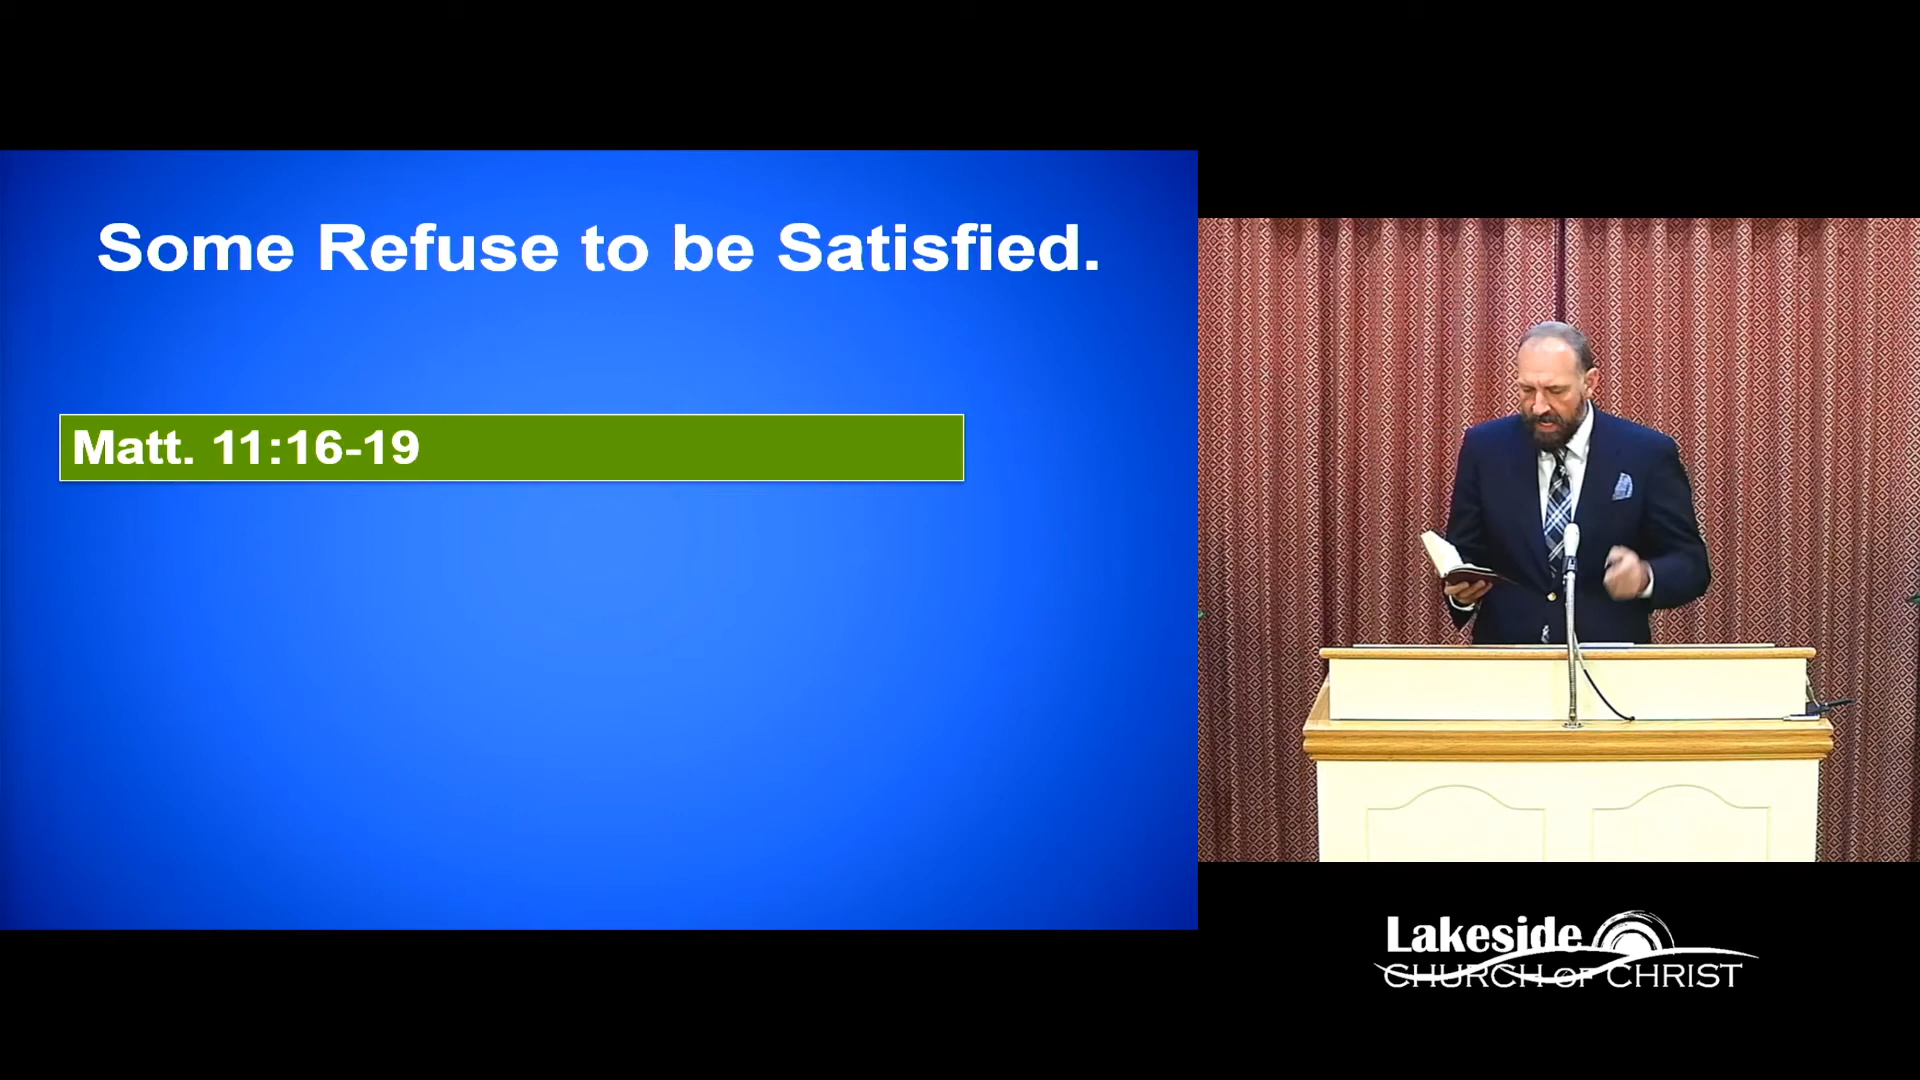 Some Refuse to be Satisfied.
Matt. 11:16-19
Lakeside
CHURCH OF CHRIST